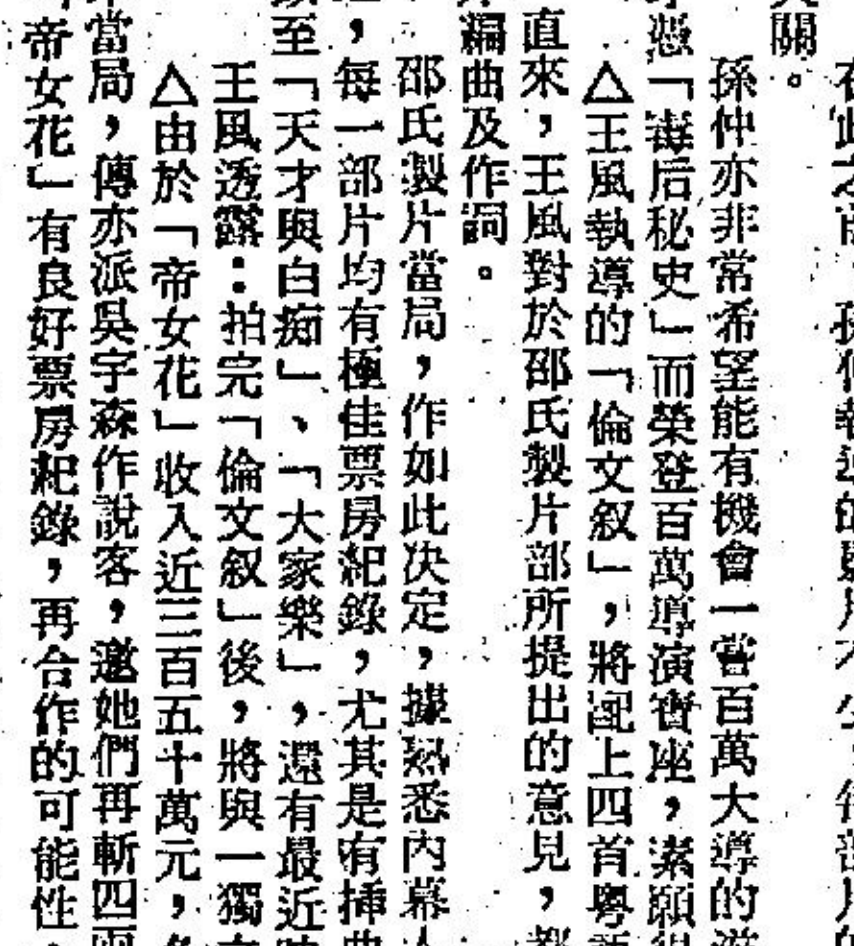 關。
孫仲亦非常希望能有機會一嘗百萬大導的滋
憑「毒后秘史」而榮登百萬導演寶座,素願得
△王風執導的「倫文叙」,將配上四首粵
直來,王風對於邵氏製片部所提出的意見,都
編曲及作詞。
邵氏製片當局,作如此决定,據熟悉內幕人
,每一部片均有極佳票房紀錄,尤其是有插曲
至「天才與白痴」、「大家樂」,還有最近
王風透露:拍完「倫文叙」後,將與一獨
△由於「帝女花」收入近三百五十萬元,
當局,傳亦派吳宇森作說客,邀她們再斬四兩
帝女花」有良好票房紀錄,再合作的可能性